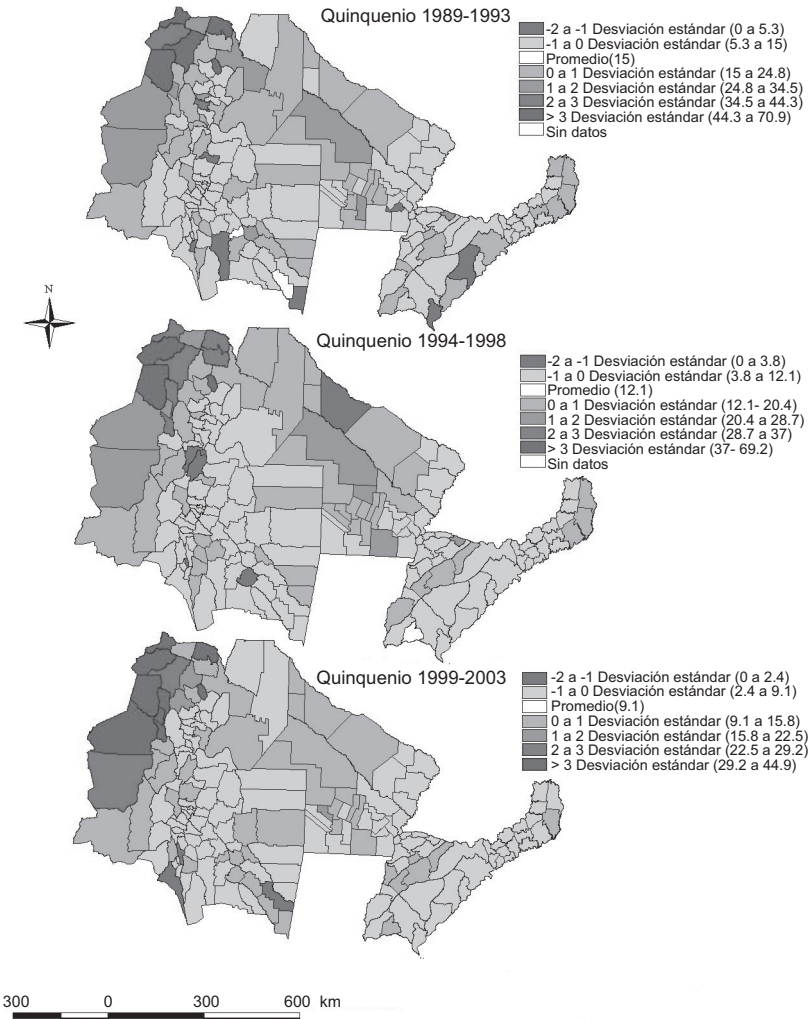 Quinquenio 1989-1993
-2 a -1 Desviación estándar (0 a 5.3)
-1 a 0 Desviación estándar (5.3 a 15)
Promedio(15)
0 a 1 Desviación estándar (15 a 24.8)
1 a 2 Desviación estándar (24.8 a 34.5)
2 a 3 Desviación estándar (34.5 a 44.3)
> 3 Desviación estándar (44.3 a 70.9)
Sin datos
N
Quinquenio 1994-1998
-2 a -1 Desviación estándar (0 a 3.8)
-1 a 0 Desviación estándar (3.8 a 12.1)
Promedio (12.1)
0 a 1 Desviación estándar (12.1- 20.4)
1 a 2 Desviación estándar (20.4 a 28.7)
2 a 3 Desviación estándar (28.7 a 37)
> 3 Desviación estándar (37- 69.2)
Sin datos
Quinquenio 1999-2003
-2 a -1 Desviación estándar (0 a 2.4)
-1 a 0 Desviación estándar (2.4 a 9.1)
Promedio(9.1)
0 a 1 Desviación estándar (9.1 a 15.8)
1 a 2 Desviación estándar (15.8 a 22.5)
2 a 3 Desviación estándar (22.5 a 29.2)
> 3 Desviación estándar (29.2 a 44.9)
300 0 300 600 km